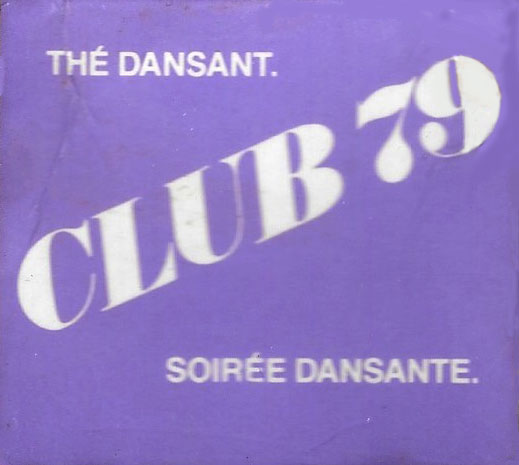 THÉ DANSANT.
CLUB 79
SOIRÉE DANSANTE.